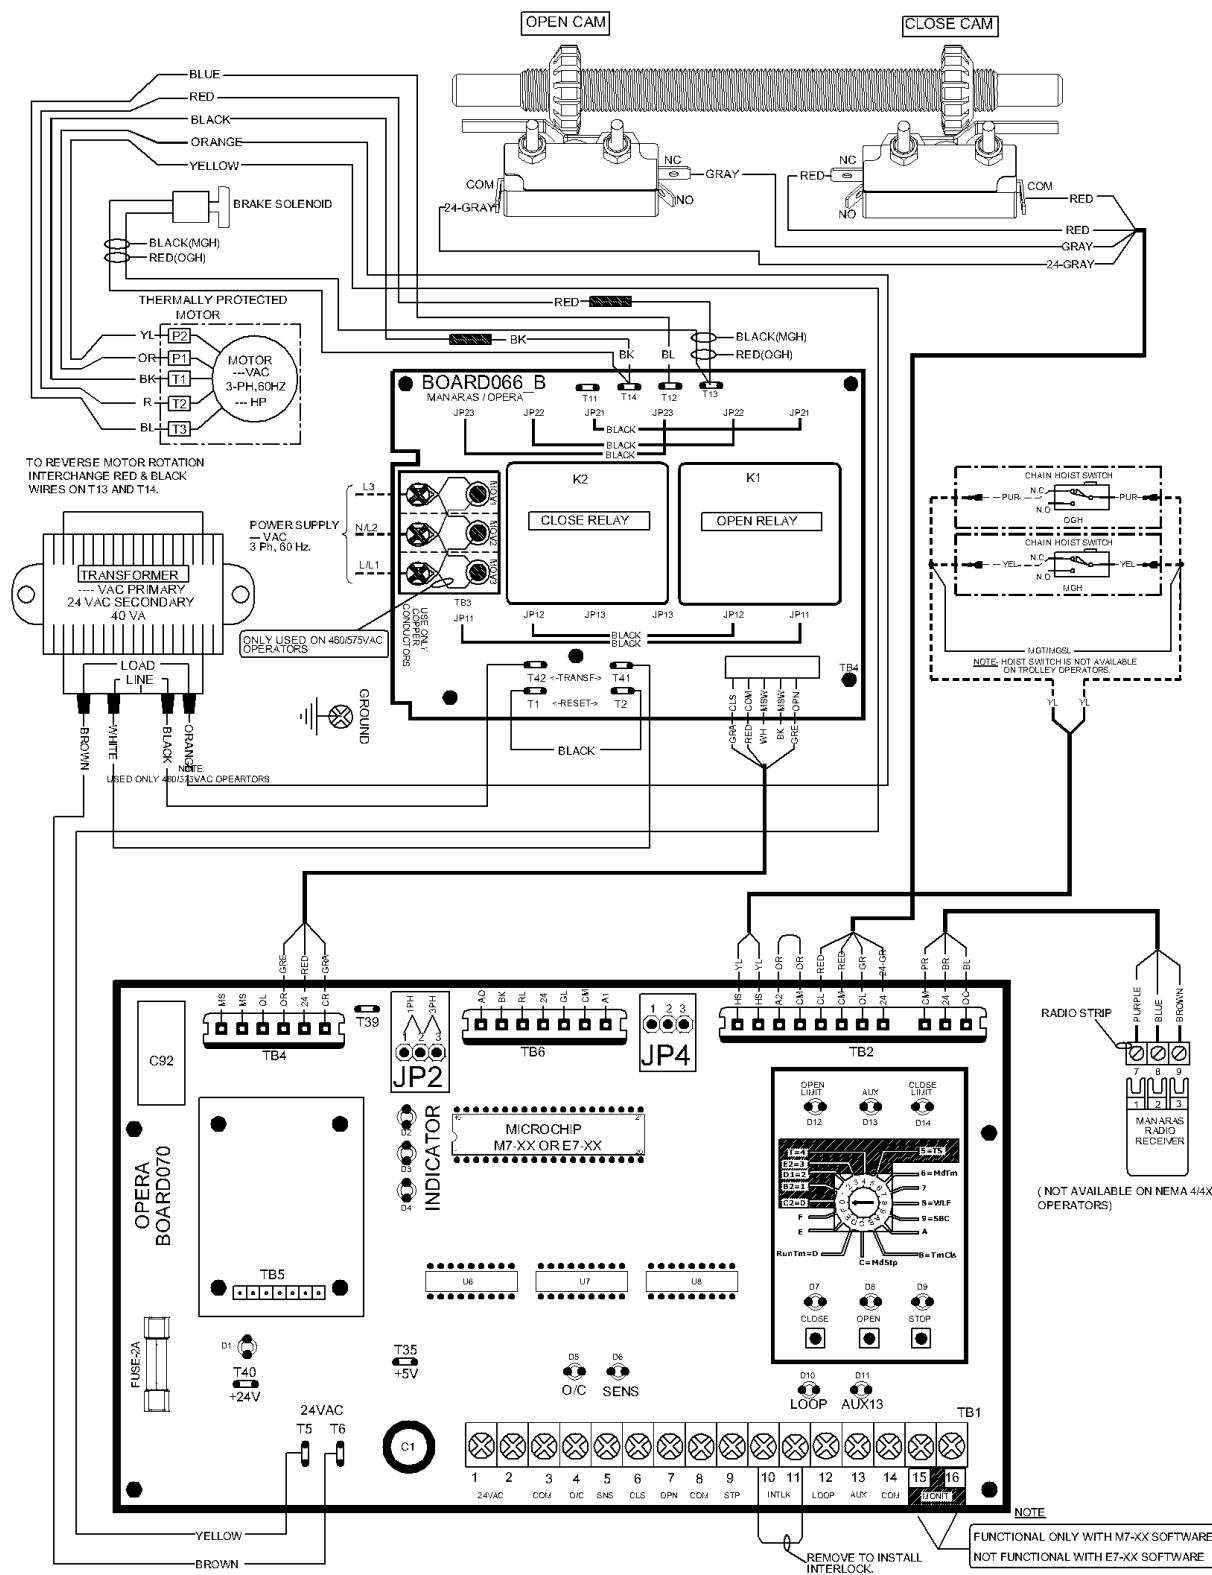 OPEN CAM
CLOSE CAM
BLUE
RED
BLACK
ORANGE
YELLOW
NC
GRAY
COM
NO
24-GRAY
NC
RED
NO
COM
RED
RED
GRAY
24-GRAY
BRAKE SOLENOID
BLACK(MGH)
RED(OGH)
THERMALLY PROTECTED
MOTOR
YL P2
OR P1
BK T1
R T2
BL T3
MOTOR
---VAC
3-PH,60HZ
--- HP
RED
BK
BLACK(MGH)
RED(OGH)
BK
BL
TO REVERSE MOTOR ROTATION
INTERCHANGE RED & BLACK
WIRES ON T13 AND T14.
BOARD066_B
MANARAS / OPERA
T11 T14 T12 T13
JP23 JP22 JP21 JP23 JP22 JP21
BLACK
BLACK
BLACK
K2
CLOSE RELAY
K1
OPEN RELAY
L3
N/L2
L/L1
POWER SUPPLY
--- VAC
3 Ph, 60 Hz.
MOV1
MOV2
MOV3
TB3
USE ONLY
COPPER
CONDUCTORS
JP11 JP12 JP13 JP13 JP12 JP11
BLACK
BLACK
ONLY USED ON 460/575VAC
OPERATORS
T42 <-TRANSF-> T41
T1 <-RESET-> T2
BLACK
TB4
CLS COM MSW MSW OPN
GRA RED WH BK GRE
GROUND
TRANSFORMER
---- VAC PRIMARY
24 VAC SECONDARY
40 VA
LOAD
LINE
BROWN
WHITE
BLACK
ORANGE
NOTE:
USED ONLY 460/575VAC OPEARTORS
CHAIN HOIST SWITCH
PUR N.C. PUR
N.O
OGH
CHAIN HOIST SWITCH
YEL N.C. YEL
N.O
MGH
MGT/MGSL
NOTE: HOIST SWITCH IS NOT AVAILABLE
ON TROLLEY OPERATORS.
YL YL
GRE RED GRA
MS MS OL OR 24 CR
TB4
T39
1PH 3PH
1 2 3
JP2
AO BK RL 24 GL CM A1
TB6
1 2 3
JP4
YL YL OR OR RED RED GR 24-GR PR BR BL
HS HS A2 CM CL CM OL 24 CM 24 OC
TB2
PURPLE
BLUE
BROWN
RADIO STRIP
7 8 9
1 2 3
MANARAS
RADIO
RECEIVER
( NOT AVAILABLE ON NEMA 4/4X
OPERATORS)
C92
OPERA
BOARD070
TB5
D2
D3
D4
INDICATOR
MICROCHIP
M7-XX OR E7-XX
U6 U7 U8
OPEN
LIMIT
D12
AUX
D13
CLOSE
LIMIT
D14
T=4
E2=3
D1=2
B2=1
C2=0
F
E
RunTm=D
C=MdStp
B=TmCls
A
9=SBC
8=WLF
7
6=MdTm
5=TS
D7 D8 D9
CLOSE OPEN STOP
FUSE-2A
D1
T40
+24V
T35
+5V
D5
O/C
D6
SENS
D10
LOOP
D11
AUX13
24VAC
T5 T6
C1
TB1
1 2 3 4 5 6 7 8 9 10 11 12 13 14 15 16
24VAC COM O/C SNS CLS OPN COM STP INTLK LOOP AUX COM MONIT
YELLOW
BROWN
REMOVE TO INSTALL
INTERLOCK.
NOTE
FUNCTIONAL ONLY WITH M7-XX SOFTWARE
NOT FUNCTIONAL WITH E7-XX SOFTWARE